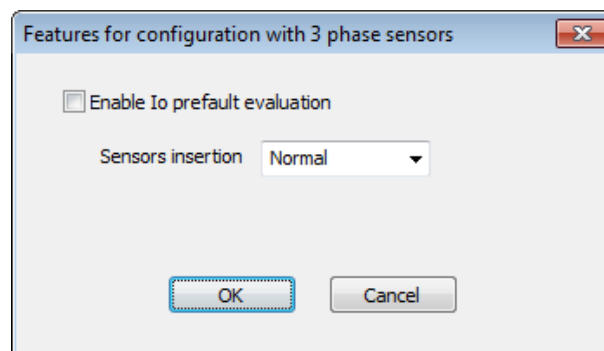 Features for configuration with 3 phase sensors
Enable Io prefault evaluation
Sensors insertion Normal
OK Cancel